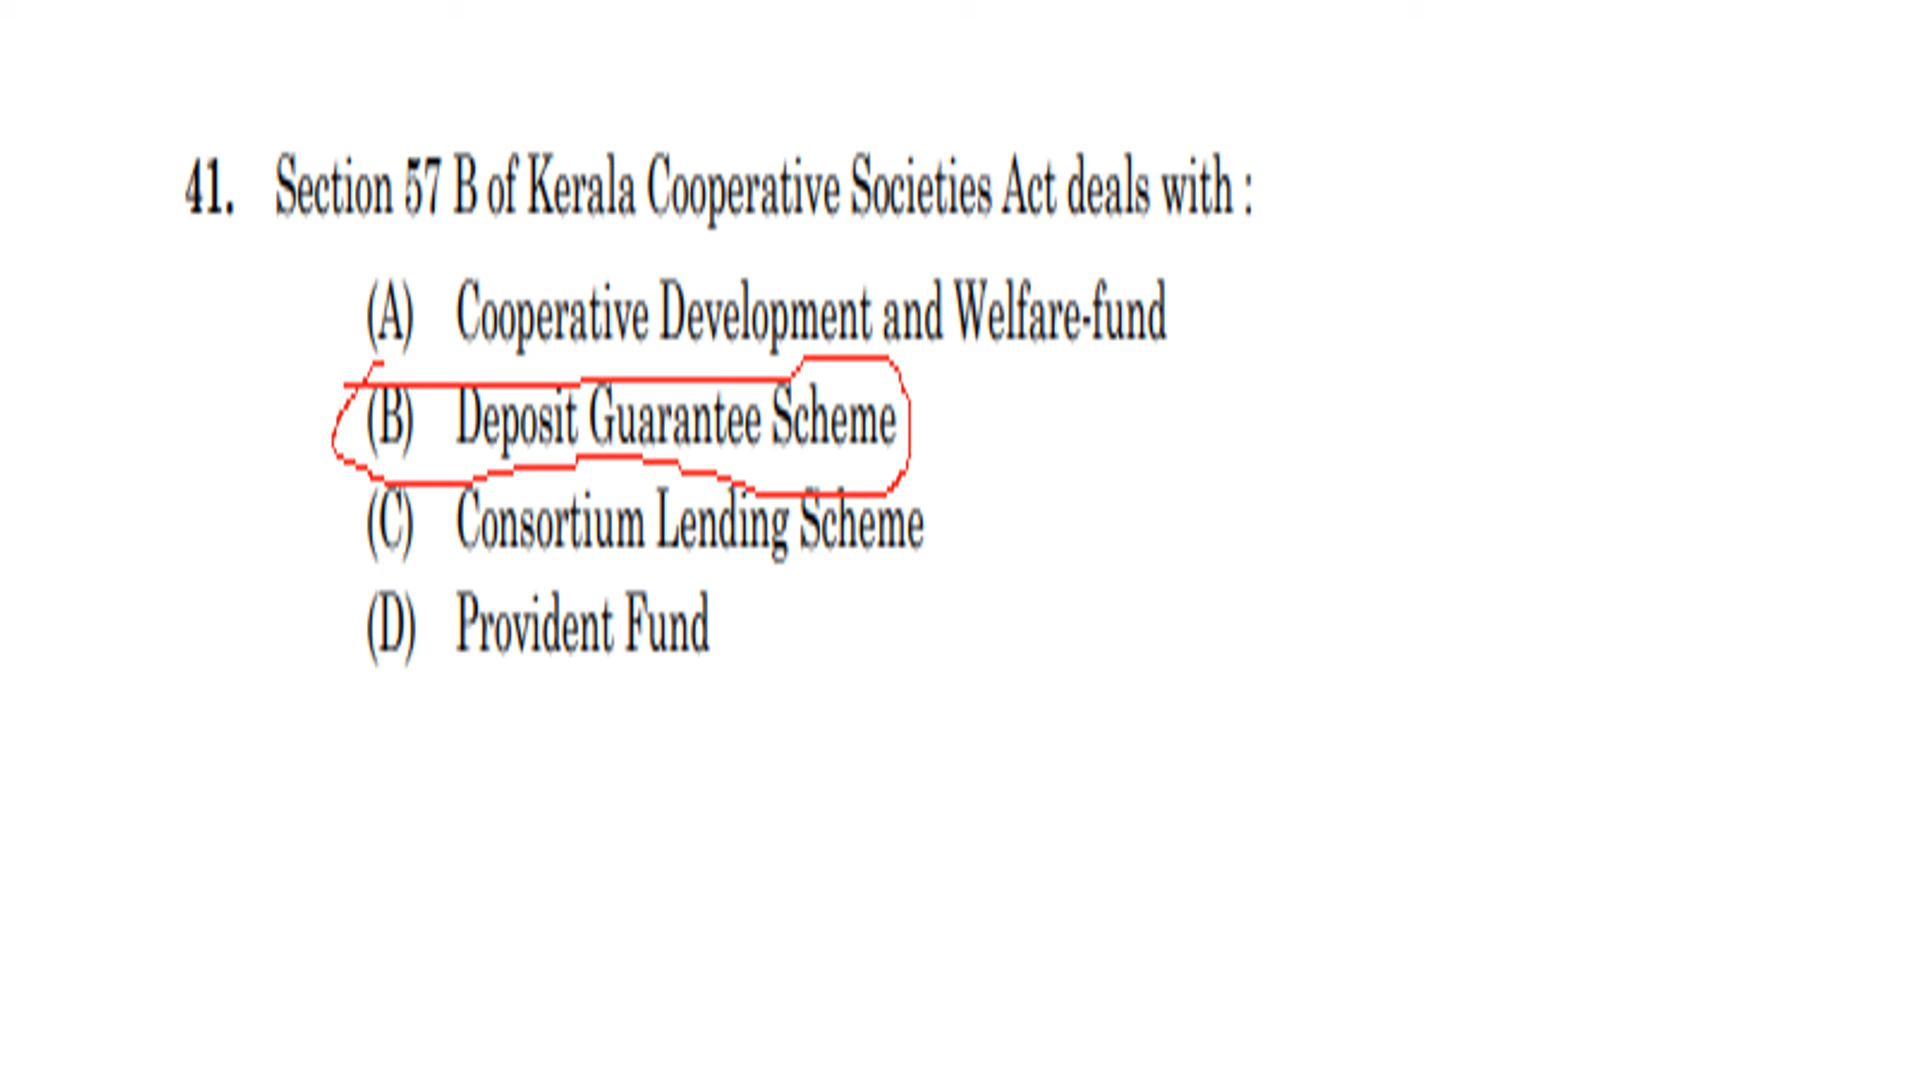 41. Section 57 B of Kerala Cooperative Societies Act deals with :
(A) Cooperative Development and Welfare-fund
(B) Deposit Guarantee Scheme
(C) Consortium Lending Scheme
(D) Provident Fund